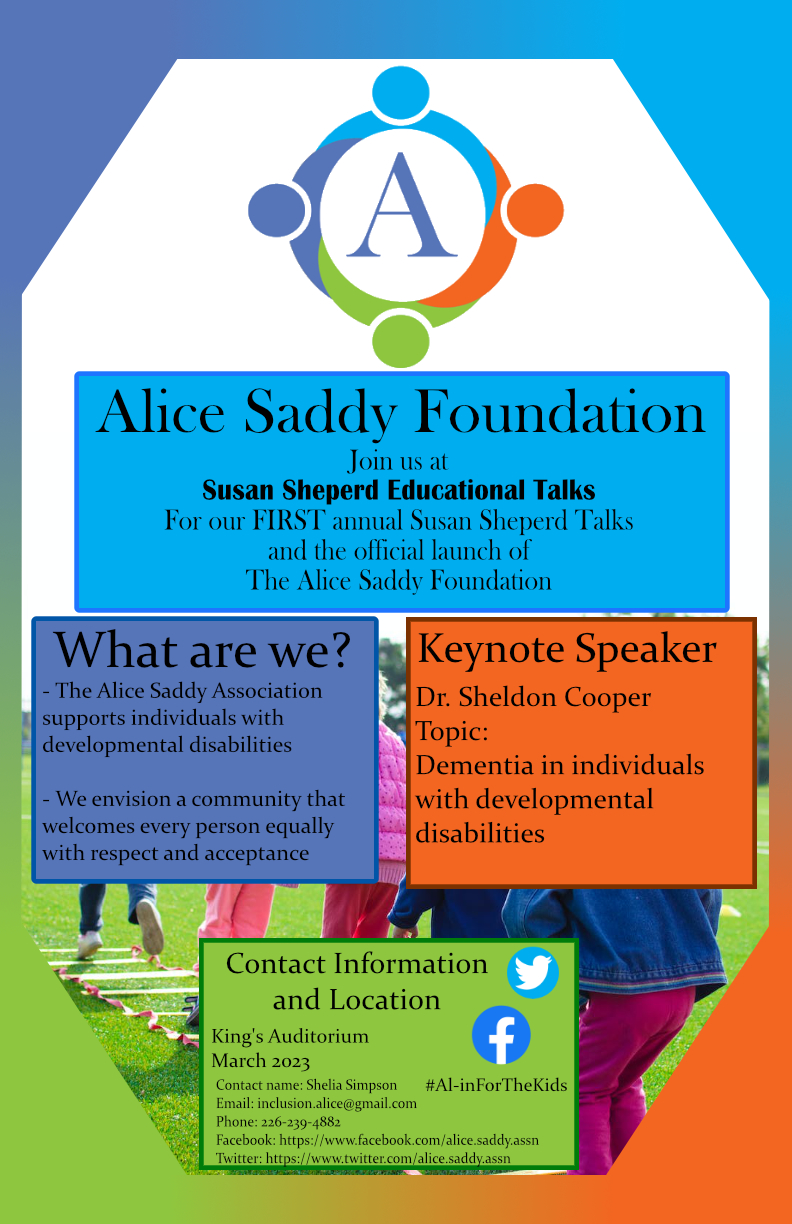 A
Alice Saddy Foundation
Join us at
Susan Sheperd Educational Talks
For our FIRST annual Susan Sheperd Talks
and the official launch of
The Alice Saddy Foundation
What are we?
- The Alice Saddy Association
supports individuals with
developmental disabilities
- We envision a community that
welcomes every person equally
with respect and acceptance
Keynote Speaker
Dr. Sheldon Cooper
Topic:
Dementia in individuals
with developmental
disabilities
Contact Information
and Location
King's Auditorium
March 2023
Contact name: Shelia Simpson
#Al-inForTheKids
Email: inclusion.alice@gmail.com
Phone: 226-239-4882
Facebook: https://www.facebook.com/alice.saddy.assn
Twitter: https://www.twitter.com/alice.saddy.assn